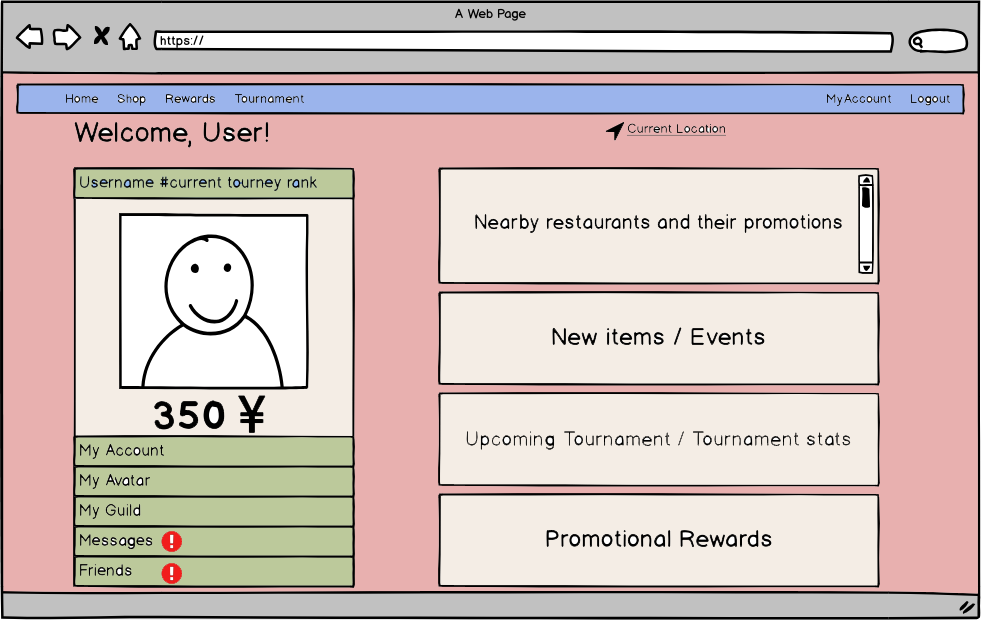 A Web Page
https://
Home Shop Rewards Tournament MyAccount Logout
Welcome, User!
Current Location
Username #current tourney rank
350 ¥
My Account
My Avatar
My Guild
Messages !
Friends !
Nearby restaurants and their promotions
New items / Events
Upcoming Tournament / Tournament stats
Promotional Rewards